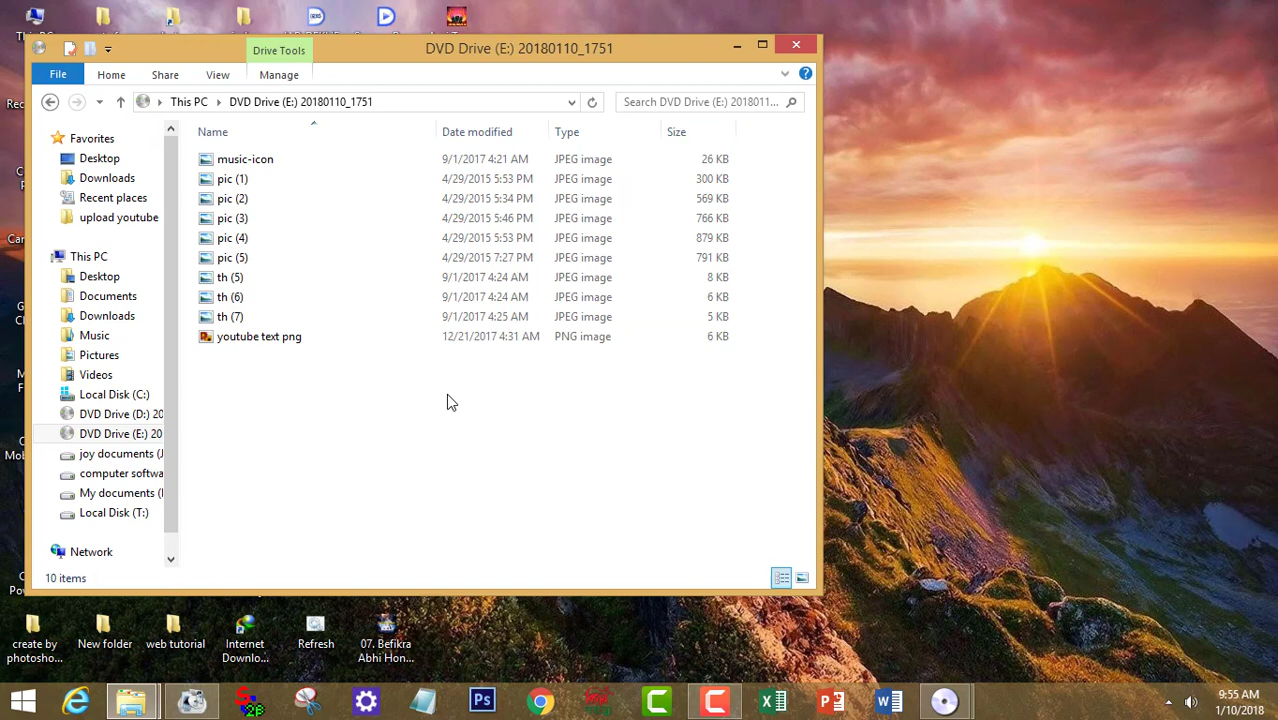 Drive Tools
DVD Drive (E:) 20180110_1751
File
Home
Share
View
Manage
This PC
DVD Drive (E:) 20180110_1751
Search DVD Drive (E:) 2018011...
Name
Date modified
Type
Size
Favorites
Desktop
Downloads
Recent places
upload youtube
This PC
Desktop
Documents
Downloads
Music
Pictures
Videos
Local Disk (C:)
DVD Drive (D:) 20
DVD Drive (E:) 20
joy documents (J
computer softwa
My documents (
Local Disk (T:)
Network
music-icon 9/1/2017 4:21 AM JPEG image 26 KB
pic (1) 4/29/2015 5:53 PM JPEG image 300 KB
pic (2) 4/29/2015 5:34 PM JPEG image 569 KB
pic (3) 4/29/2015 5:46 PM JPEG image 766 KB
pic (4) 4/29/2015 5:53 PM JPEG image 879 KB
pic (5) 4/29/2015 7:27 PM JPEG image 791 KB
th (5) 9/1/2017 4:24 AM JPEG image 8 KB
th (6) 9/1/2017 4:24 AM JPEG image 6 KB
th (7) 9/1/2017 4:25 AM JPEG image 5 KB
youtube text png 12/21/2017 4:31 AM PNG image 6 KB
10 items
create by
photosho...
New folder
web tutorial
Internet
Downlo...
Refresh
07. Befikra
Abhi Hon...
Ps
9:55 AM
1/10/2018